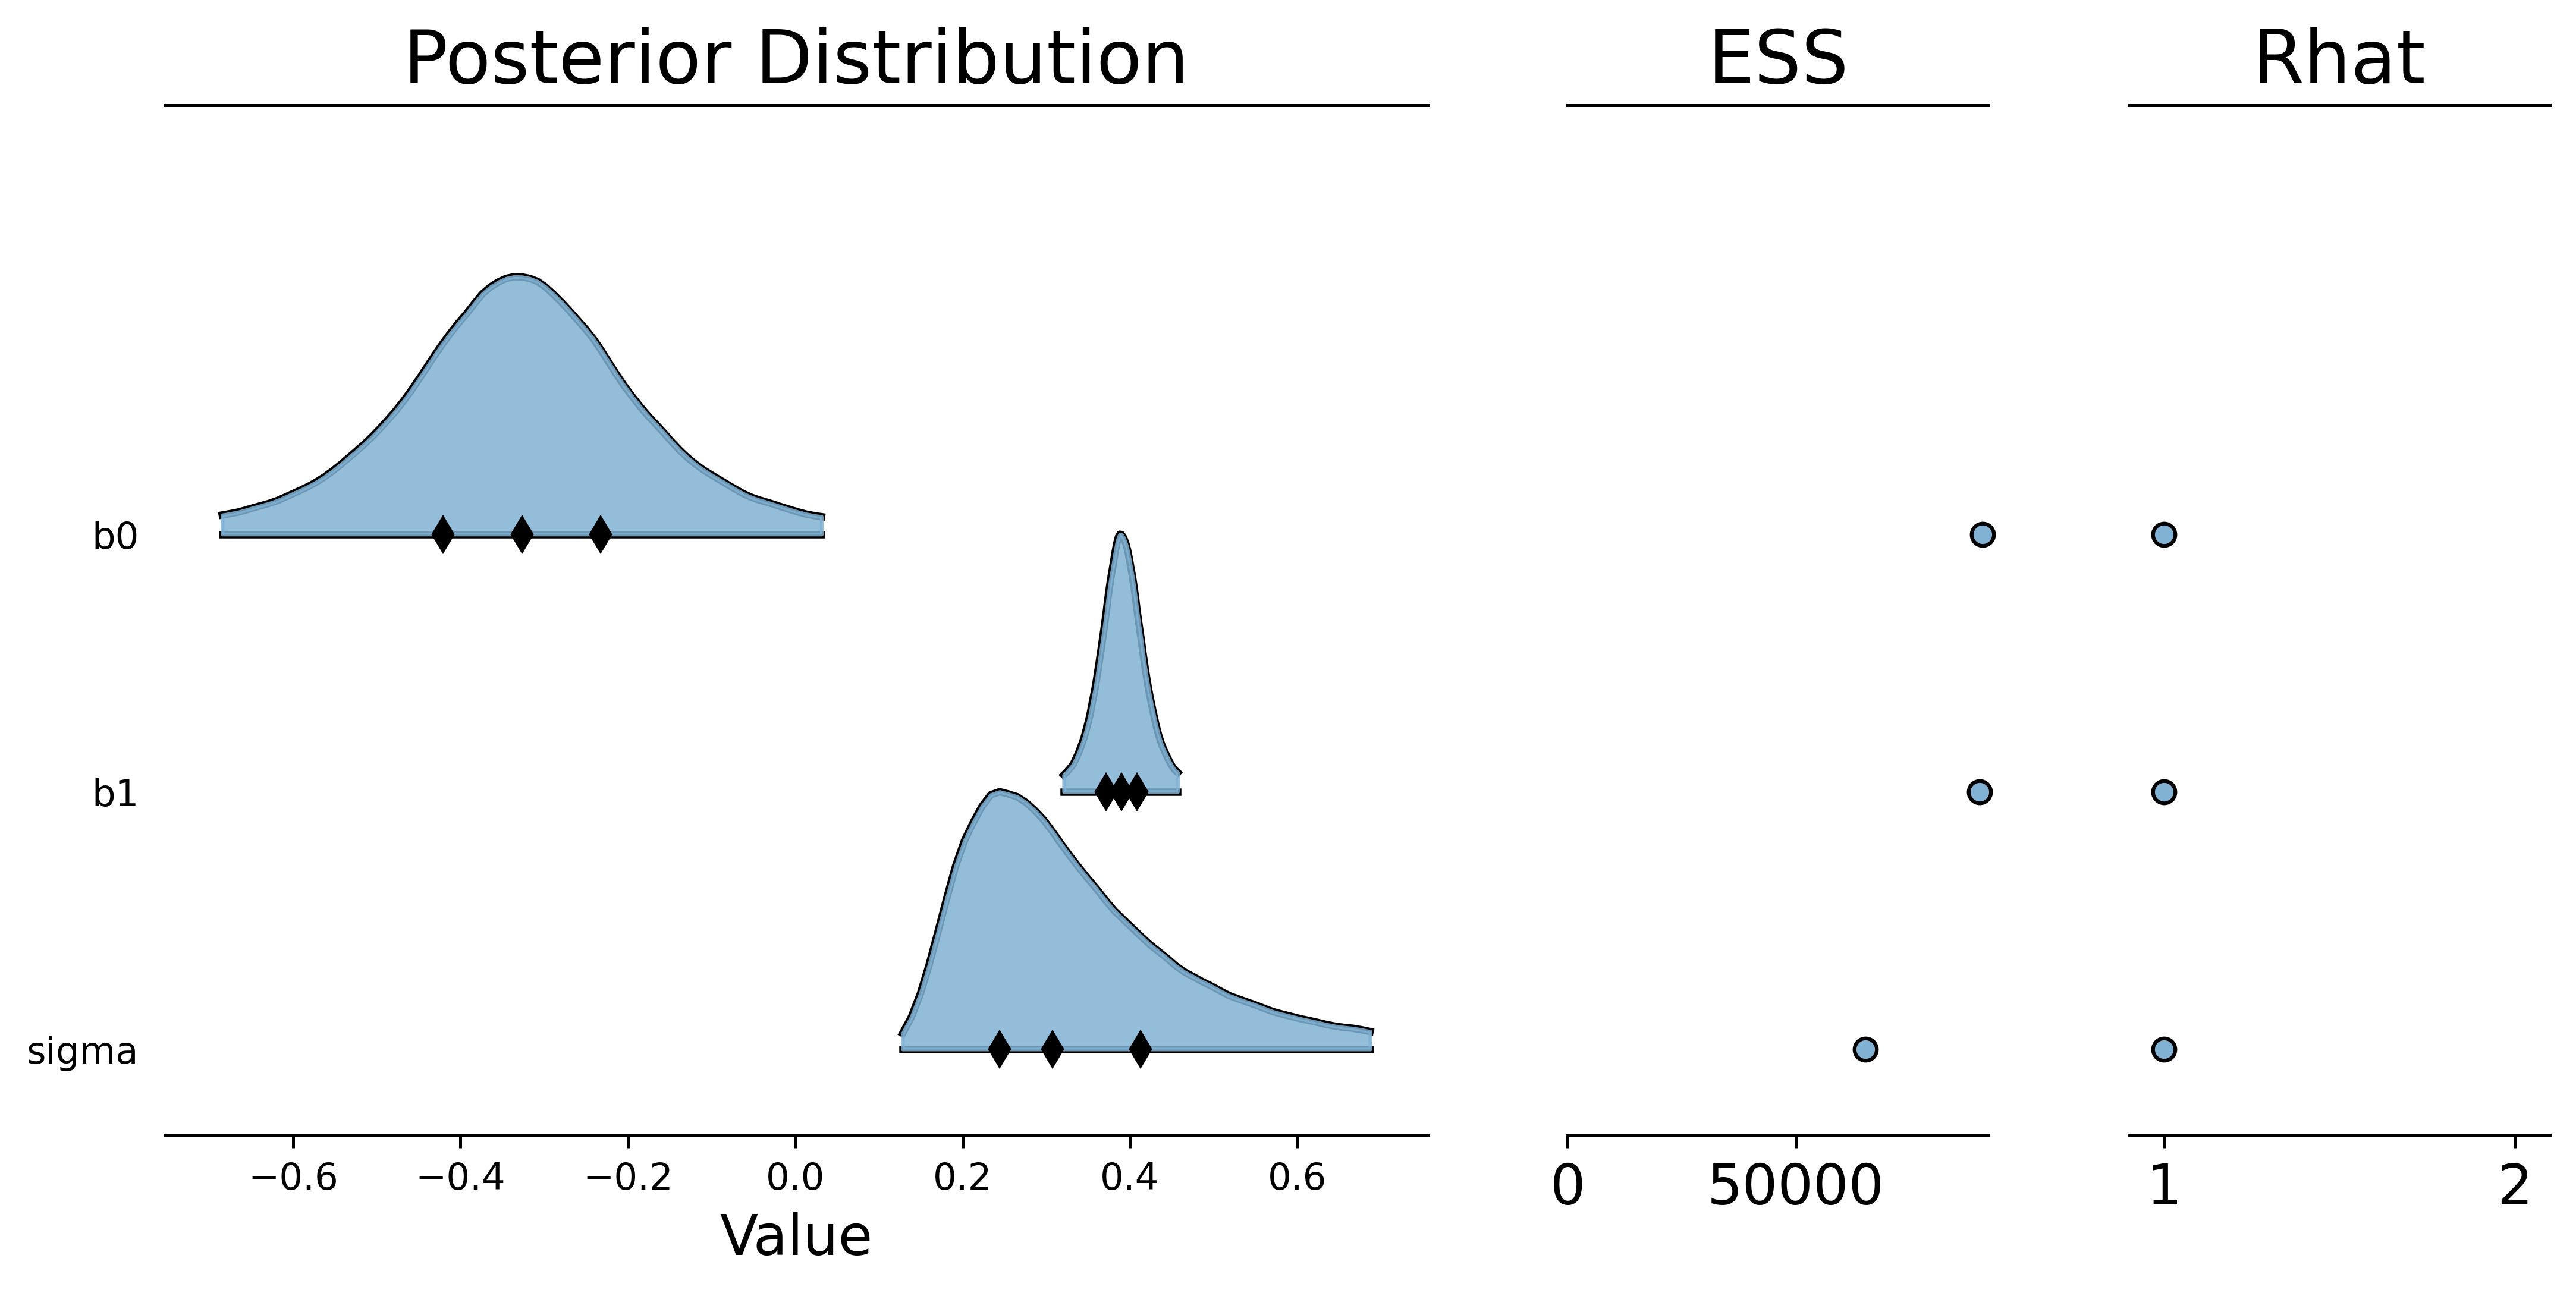 Posterior Distribution ESS Rhat
b0
b1
sigma
−0.6 −0.4 −0.2 0.0 0.2 0.4 0.6 0 50000 1 2
Value